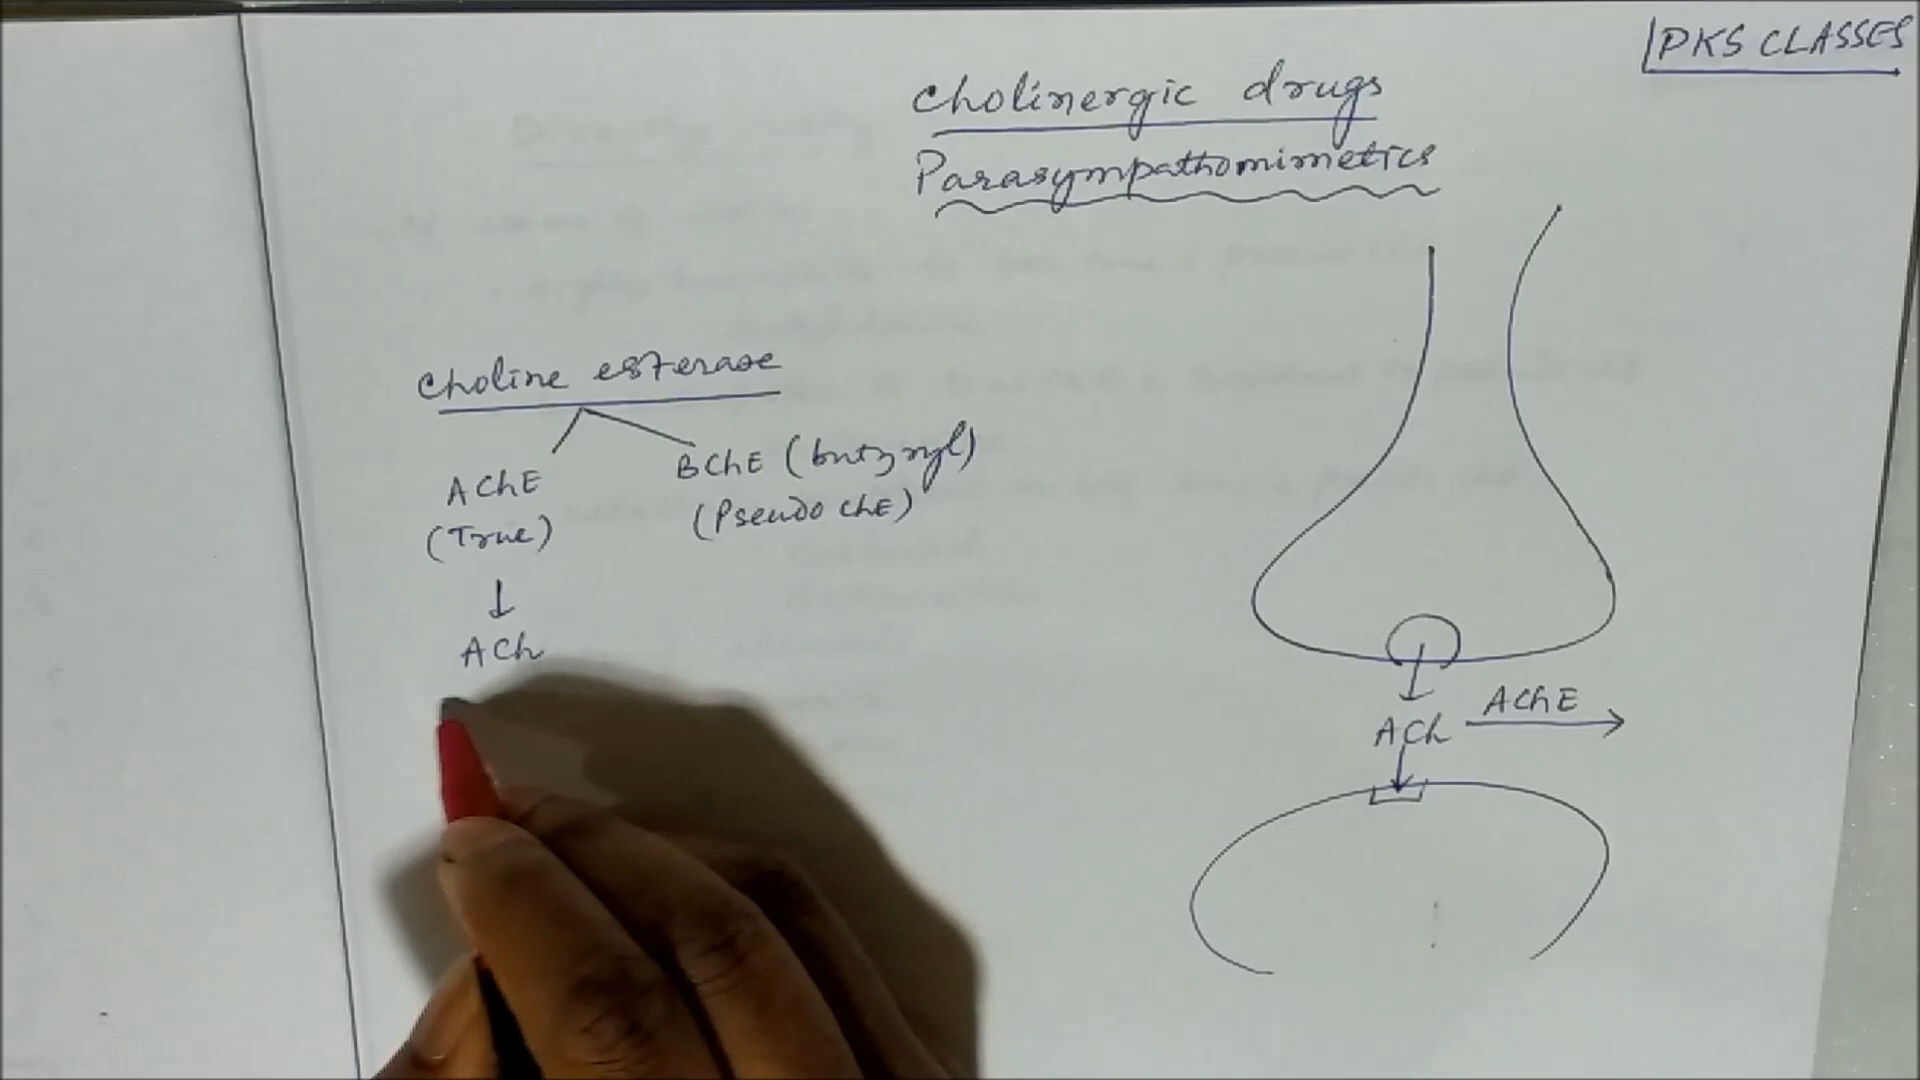 PKS CLASSES
cholinergic drugs
Parasympathomimetics
choline esterase
AChE
BChE (butyryl)
(True)
(Pseudo chE)
ACh
AChE
ACh